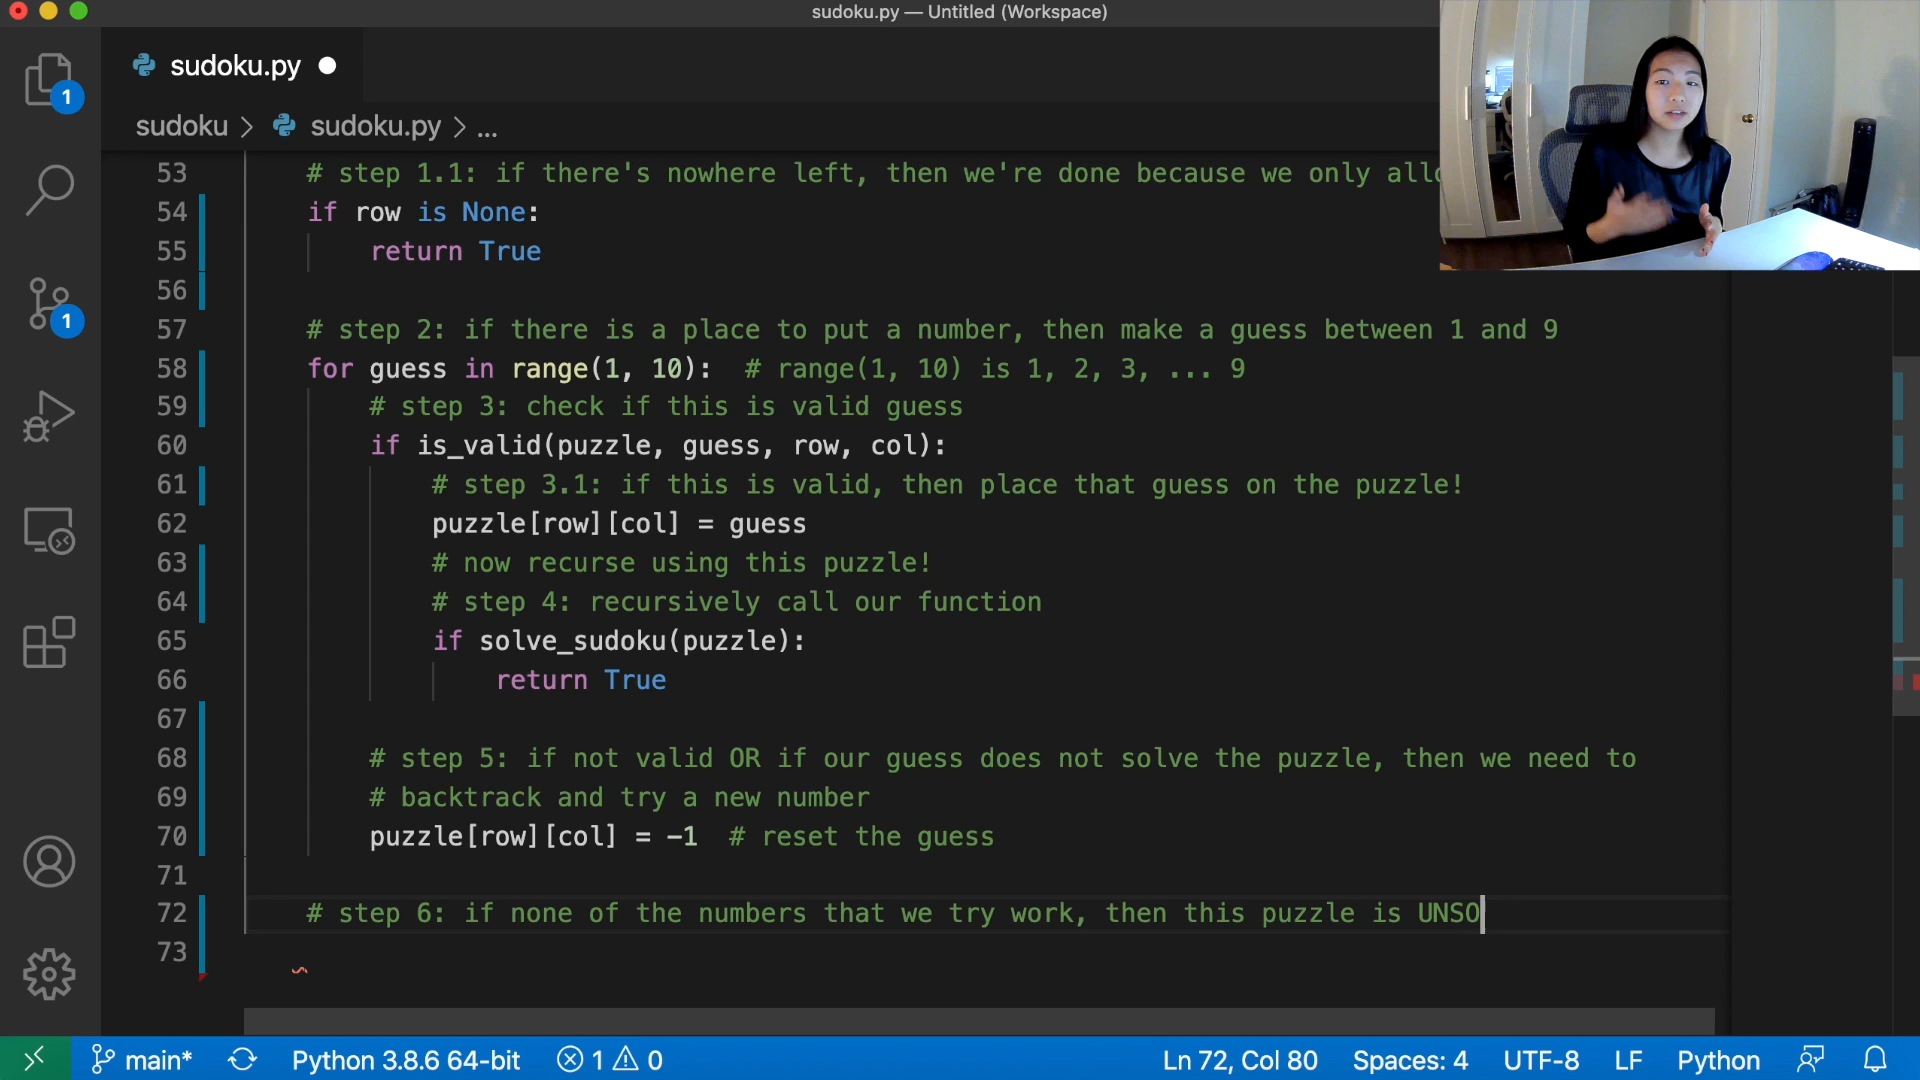 sudoku.py — Untitled (Workspace)
sudoku.py
sudoku > sudoku.py > ...
1
1
53 # step 1.1: if there's nowhere left, then we're done because we only allo
54 if row is None:
55 return True
56
57 # step 2: if there is a place to put a number, then make a guess between 1 and 9
58 for guess in range(1, 10): # range(1, 10) is 1, 2, 3, ... 9
59 # step 3: check if this is valid guess
60 if is_valid(puzzle, guess, row, col):
61 # step 3.1: if this is valid, then place that guess on the puzzle!
62 puzzle[row][col] = guess
63 # now recurse using this puzzle!
64 # step 4: recursively call our function
65 if solve_sudoku(puzzle):
66 return True
67
68 # step 5: if not valid OR if our guess does not solve the puzzle, then we need to
69 # backtrack and try a new number
70 puzzle[row][col] = -1 # reset the guess
71
72 # step 6: if none of the numbers that we try work, then this puzzle is UNSO
73
main* Python 3.8.6 64-bit 1 0 Ln 72, Col 80 Spaces: 4 UTF-8 LF Python